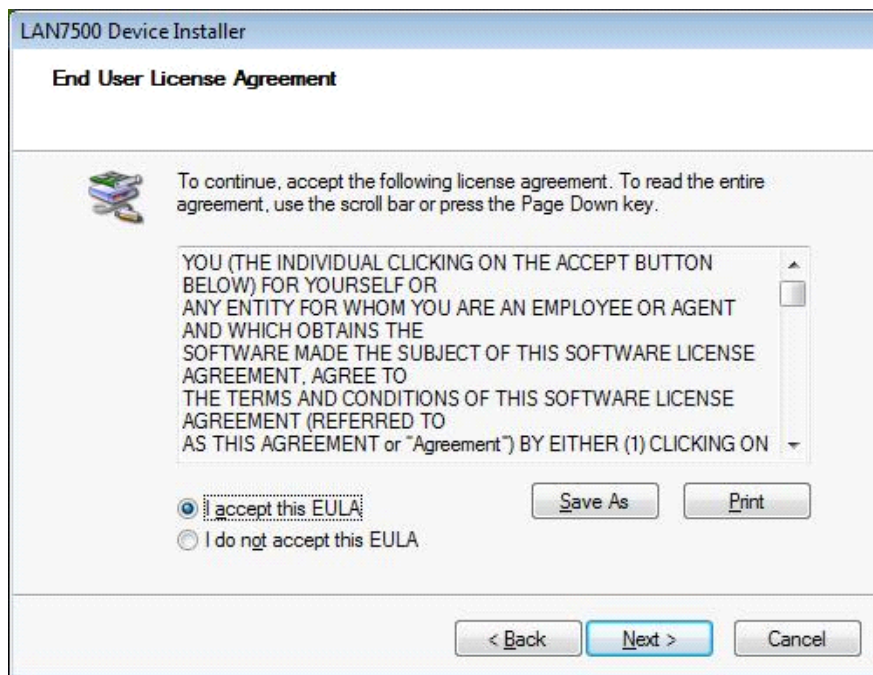 LAN7500 Device Installer
End User License Agreement
To continue, accept the following license agreement. To read the entire
agreement, use the scroll bar or press the Page Down key.
YOU (THE INDIVIDUAL CLICKING ON THE ACCEPT BUTTON
BELOW) FOR YOURSELF OR
ANY ENTITY FOR WHOM YOU ARE AN EMPLOYEE OR AGENT
AND WHICH OBTAINS THE
SOFTWARE MADE THE SUBJECT OF THIS SOFTWARE LICENSE
AGREEMENT, AGREE TO
THE TERMS AND CONDITIONS OF THIS SOFTWARE LICENSE
AGREEMENT (REFERRED TO
AS THIS AGREEMENT or "Agreement") BY EITHER (1) CLICKING ON
I accept this EULA
Save As
Print
I do not accept this EULA
< Back
Next >
Cancel